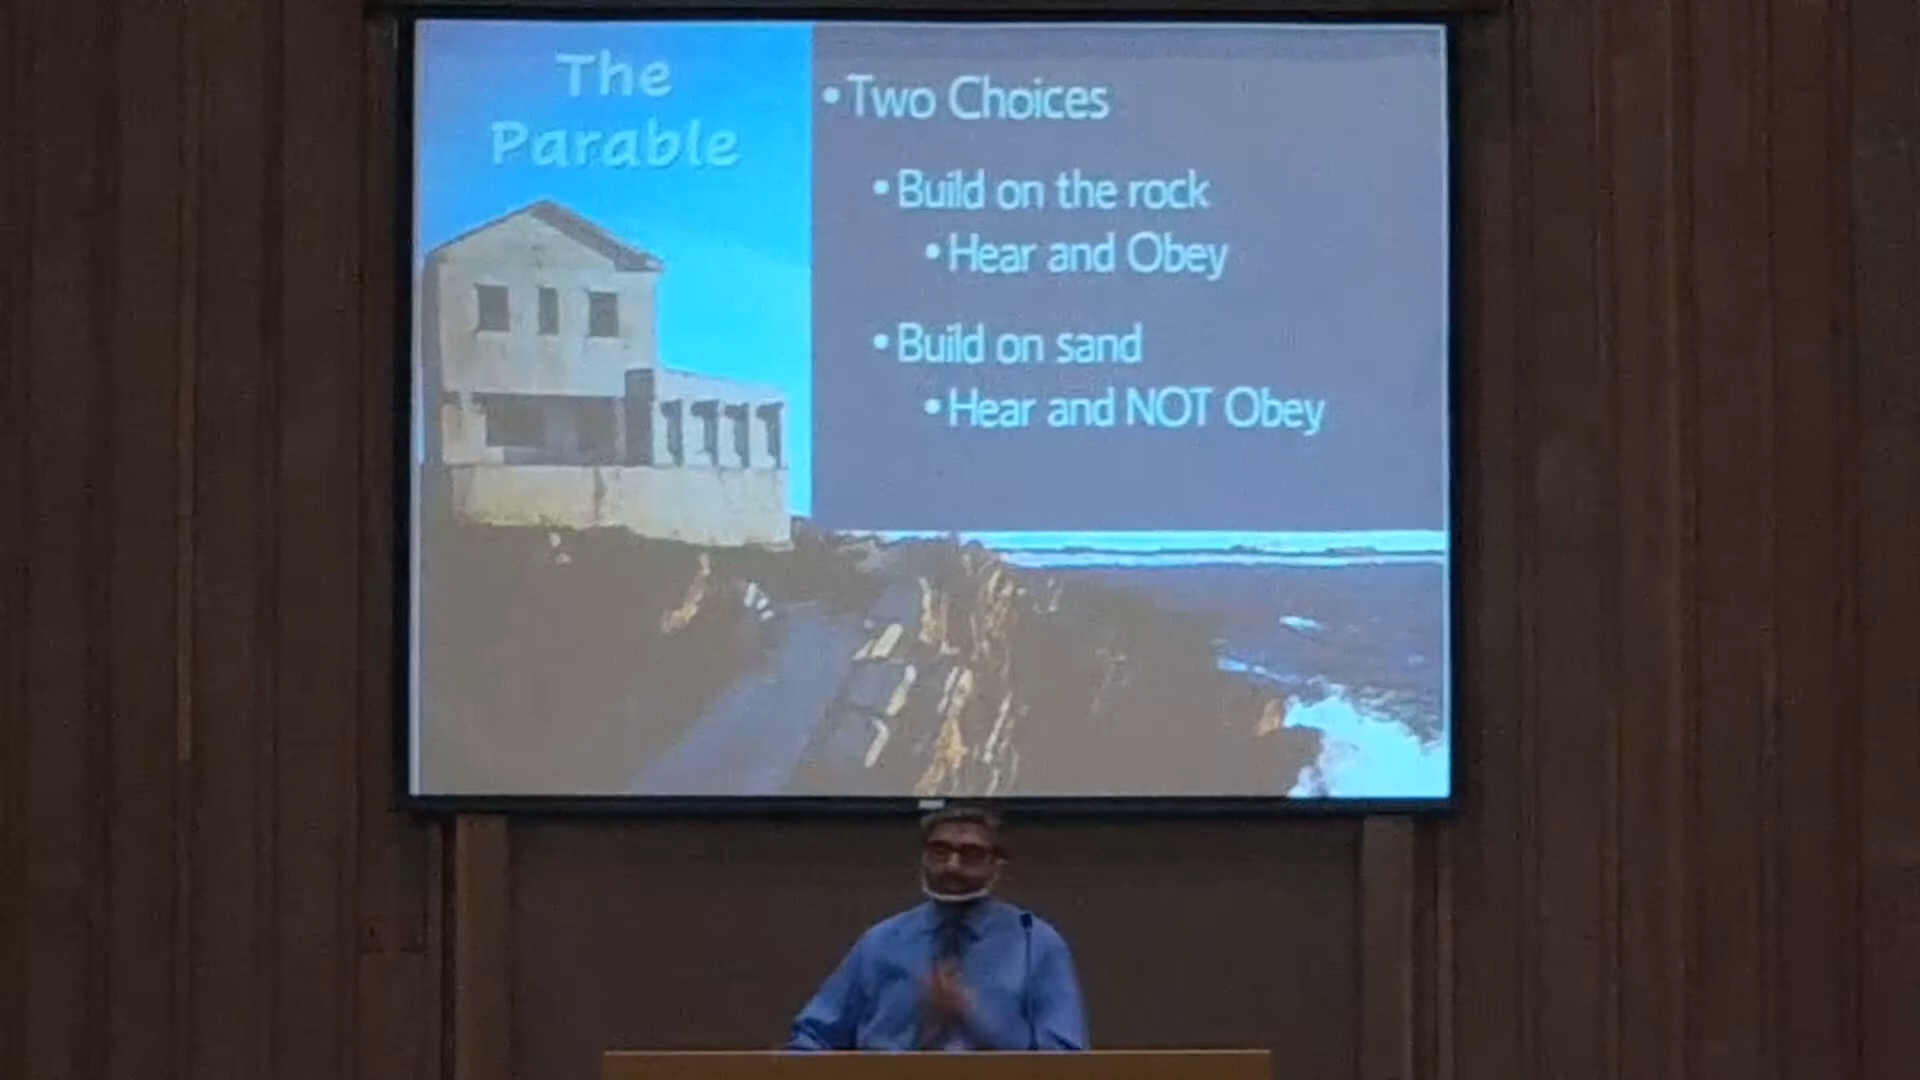 The
Parable
•Two Choices
•Build on the rock
•Hear and Obey
•Build on sand
•Hear and NOT Obey